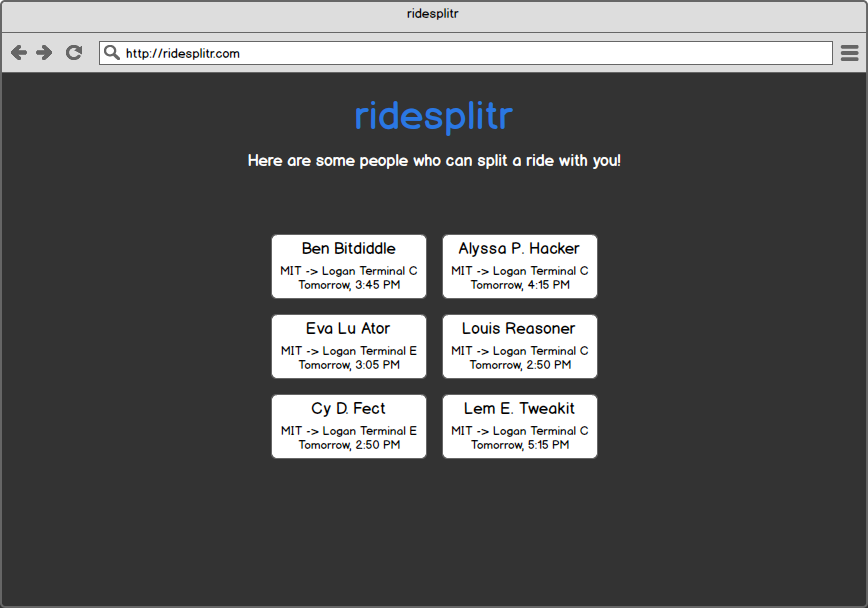 ridesplitr
http://ridesplitr.com
ridesplitr
Here are some people who can split a ride with you!
Ben Bitdiddle
MIT -> Logan Terminal C
Tomorrow, 3:45 PM
Alyssa P. Hacker
MIT -> Logan Terminal C
Tomorrow, 4:15 PM
Eva Lu Ator
MIT -> Logan Terminal E
Tomorrow, 3:05 PM
Louis Reasoner
MIT -> Logan Terminal C
Tomorrow, 2:50 PM
Cy D. Fect
MIT -> Logan Terminal E
Tomorrow, 2:50 PM
Lem E. Tweakit
MIT -> Logan Terminal C
Tomorrow, 5:15 PM